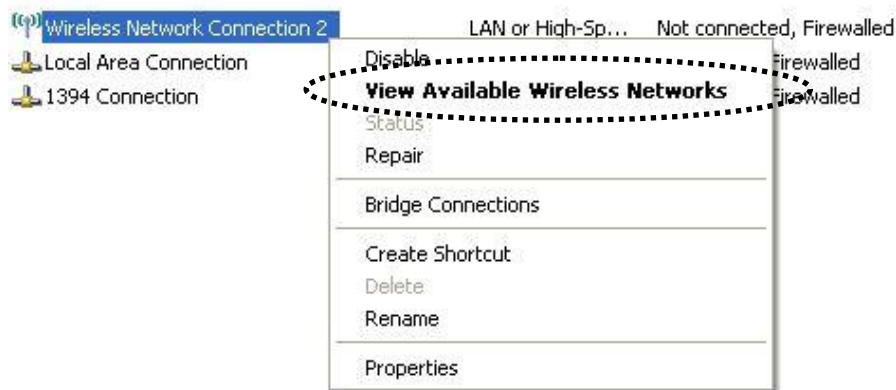 Wireless Network Connection 2 LAN or High-Sp... Not connected, Firewalled
Local Area Connection Disable Firewalled
1394 Connection View Available Wireless Networks Firewalled
Status
Repair
Bridge Connections
Create Shortcut
Delete
Rename
Properties